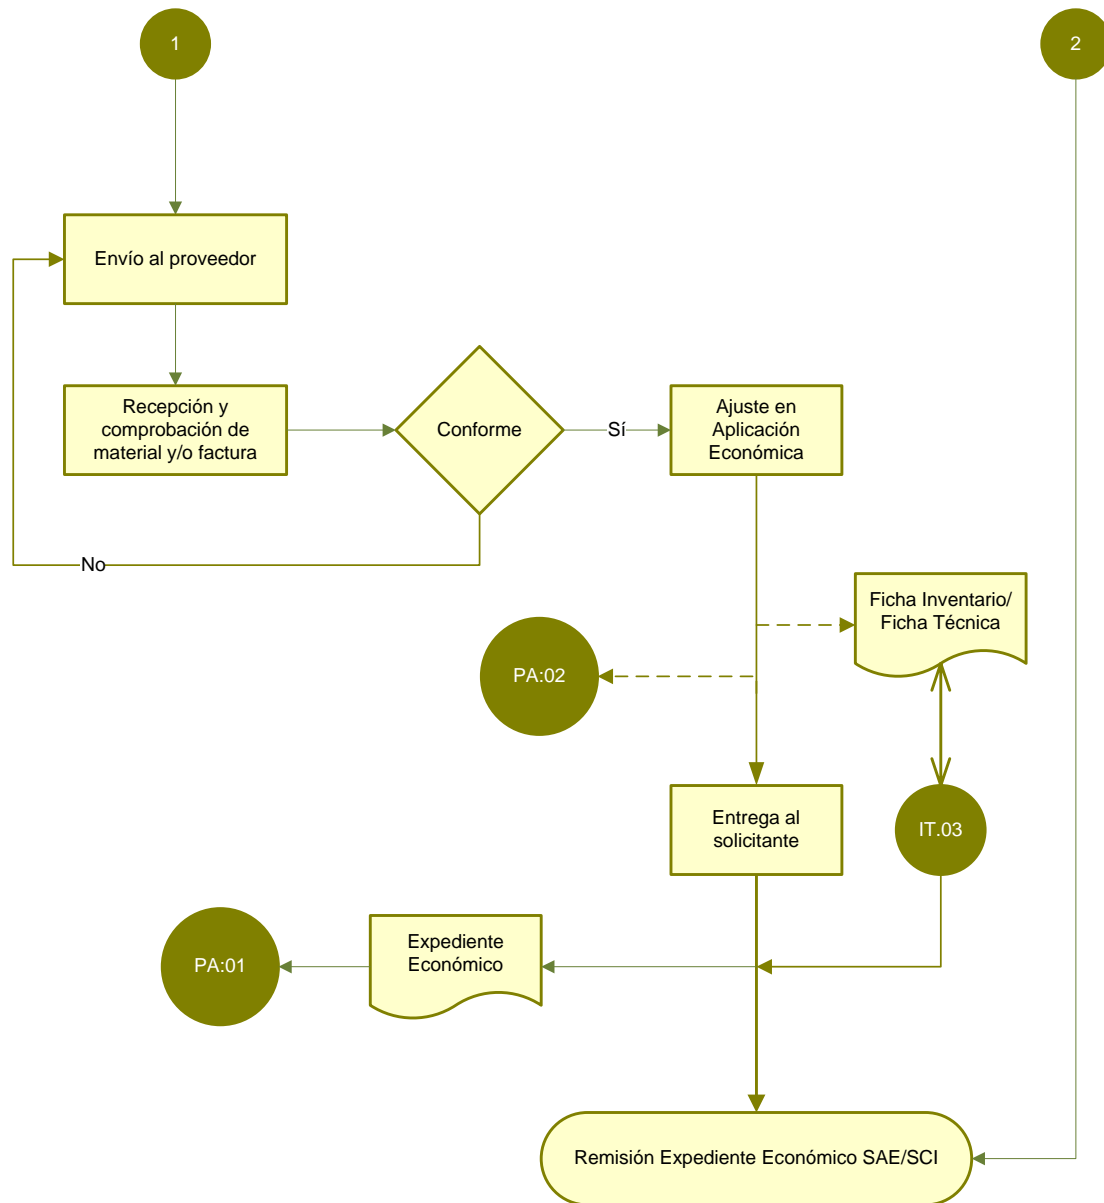 1
2
Envío al proveedor
Recepción y
comprobación de
material y/o factura
Conforme
Sí
Ajuste en
Aplicación
Económica
No
Ficha Inventario/
Ficha Técnica
PA:02
Entrega al
solicitante
IT.03
PA:01
Expediente
Económico
Remisión Expediente Económico SAE/SCI